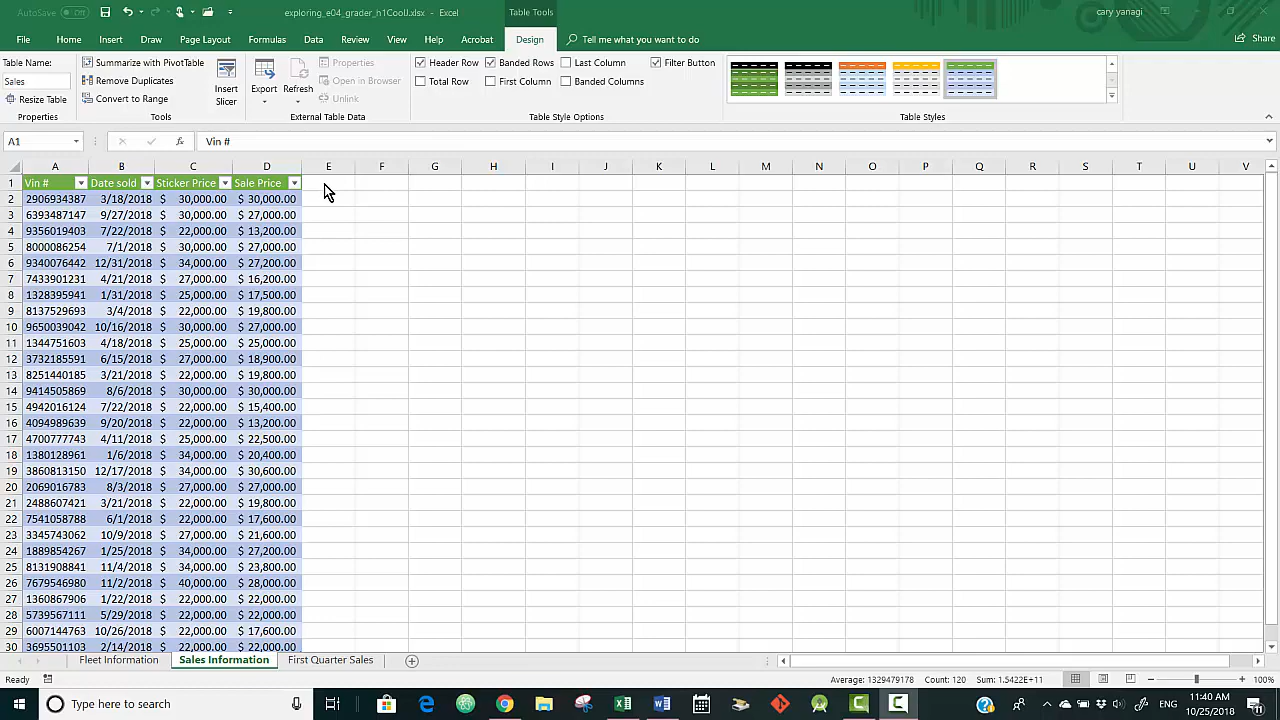 AutoSave Off exploring_e04_grader_h1CooU.xlsx - Excel Table Tools cary yanagi
File Home Insert Draw Page Layout Formulas Data Review View Help Acrobat Design Tell me what you want to do Share
Table Name: Summarize with PivotTable Properties Header Row Banded Rows Last Column Filter Button
Sales Remove Duplicates Open in Browser Total Row First Column Banded Columns
Resize Table Convert to Range Insert Slicer Export Refresh Unlink
Properties Tools External Table Data Table Style Options Table Styles
A1 fx Vin #
A B C D E F G H I J K L M N O P Q R S T U V
1 Vin # Date sold Sticker Price Sale Price
2 2906934387 3/18/2018 $ 30,000.00 $ 30,000.00
3 6393487147 9/27/2018 $ 30,000.00 $ 27,000.00
4 9356019403 7/22/2018 $ 22,000.00 $ 13,200.00
5 8000086254 7/1/2018 $ 30,000.00 $ 27,000.00
6 9340076442 12/31/2018 $ 34,000.00 $ 27,200.00
7 7433901231 4/21/2018 $ 27,000.00 $ 16,200.00
8 1328395941 1/31/2018 $ 25,000.00 $ 17,500.00
9 8137529693 3/4/2018 $ 22,000.00 $ 19,800.00
10 9650039042 10/16/2018 $ 30,000.00 $ 27,000.00
11 1344751603 4/18/2018 $ 25,000.00 $ 25,000.00
12 3732185591 6/15/2018 $ 27,000.00 $ 18,900.00
13 8251440185 3/21/2018 $ 22,000.00 $ 19,800.00
14 9414505869 8/6/2018 $ 30,000.00 $ 30,000.00
15 4942016124 7/22/2018 $ 22,000.00 $ 15,400.00
16 4094989639 9/20/2018 $ 22,000.00 $ 13,200.00
17 4700777743 4/11/2018 $ 25,000.00 $ 22,500.00
18 1380128961 1/6/2018 $ 34,000.00 $ 20,400.00
19 3860813150 12/17/2018 $ 34,000.00 $ 30,600.00
20 2069016783 8/3/2018 $ 27,000.00 $ 27,000.00
21 2488607421 3/21/2018 $ 22,000.00 $ 19,800.00
22 7541058788 6/1/2018 $ 22,000.00 $ 17,600.00
23 3345743062 10/9/2018 $ 27,000.00 $ 21,600.00
24 1889854267 1/25/2018 $ 34,000.00 $ 27,200.00
25 8131908841 11/4/2018 $ 34,000.00 $ 23,800.00
26 7679546980 11/2/2018 $ 40,000.00 $ 28,000.00
27 1360867906 1/22/2018 $ 22,000.00 $ 22,000.00
28 5739567111 5/29/2018 $ 22,000.00 $ 22,000.00
29 6007144763 10/26/2018 $ 22,000.00 $ 17,600.00
30 3695501103 2/14/2018 $ 22,000.00 $ 22,000.00
Fleet Information Sales Information First Quarter Sales
Ready Average: 1329479178 Count: 120 Sum: 1.5422E+11 100%
Type here to search ENG 11:40 AM
10/25/2018